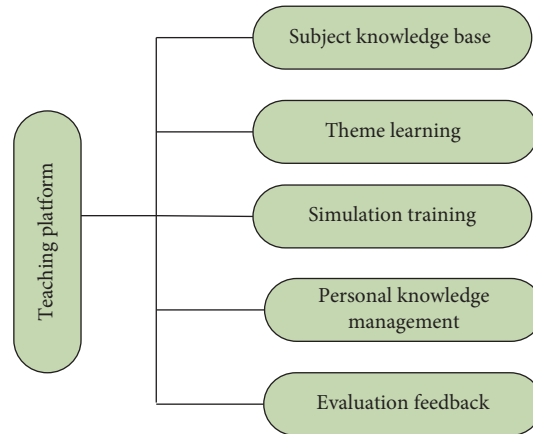 Teaching platform
Subject knowledge base
Theme learning
Simulation training
Personal knowledge
management
Evaluation feedback